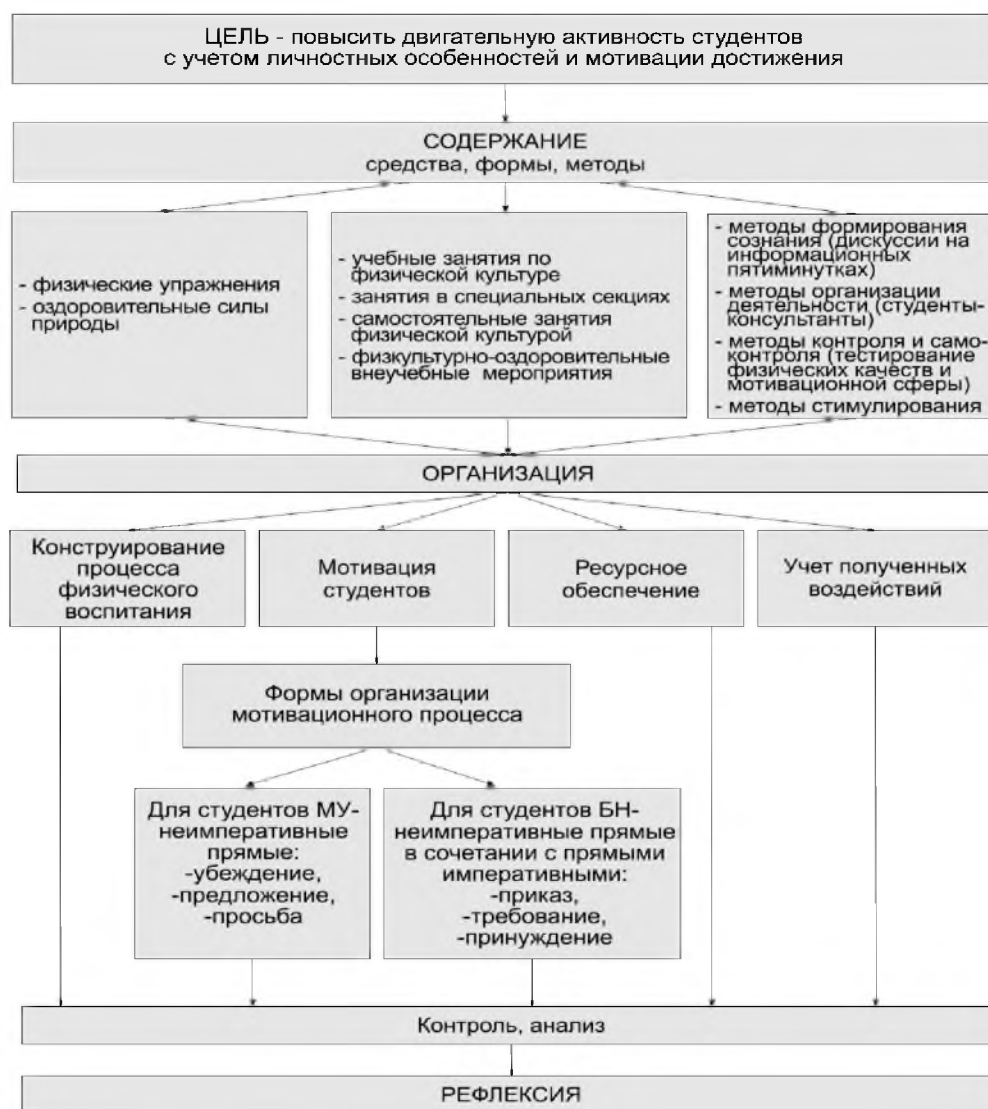 ЦЕЛЬ - повысить двигательную активность студентов
с учетом личностных особенностей и мотивации достижения
СОДЕРЖАНИЕ
средства, формы, методы
- физические упражнения
- оздоровительные силы
природы
- учебные занятия по
физической культуре
- занятия в специальных секциях
- самостоятельные занятия
физической культурой
- физкультурно-оздоровительные
внеучебные мероприятия
- методы формирования
сознания (дискуссии на
информационных
пятиминутках)
- методы организации
деятельности (студенты-
консультанты)
- методы контроля и само-
контроля (тестирование
физических качеств и
мотивационной сферы)
- методы стимулирования
ОРГАНИЗАЦИЯ
Конструирование
процесса
физического
воспитания
Мотивация
студентов
Ресурсное
обеспечение
Учет полученных
воздействий
Формы организации
мотивационного процесса
Для студентов МУ-
неимперативные
прямые:
-убеждение,
-предложение,
-просьба
Для студентов БН-
неимперативные прямые
в сочетании с прямыми
императивными:
-приказ,
-требование,
-принуждение
Контроль, анализ
РЕФЛЕКСИЯ